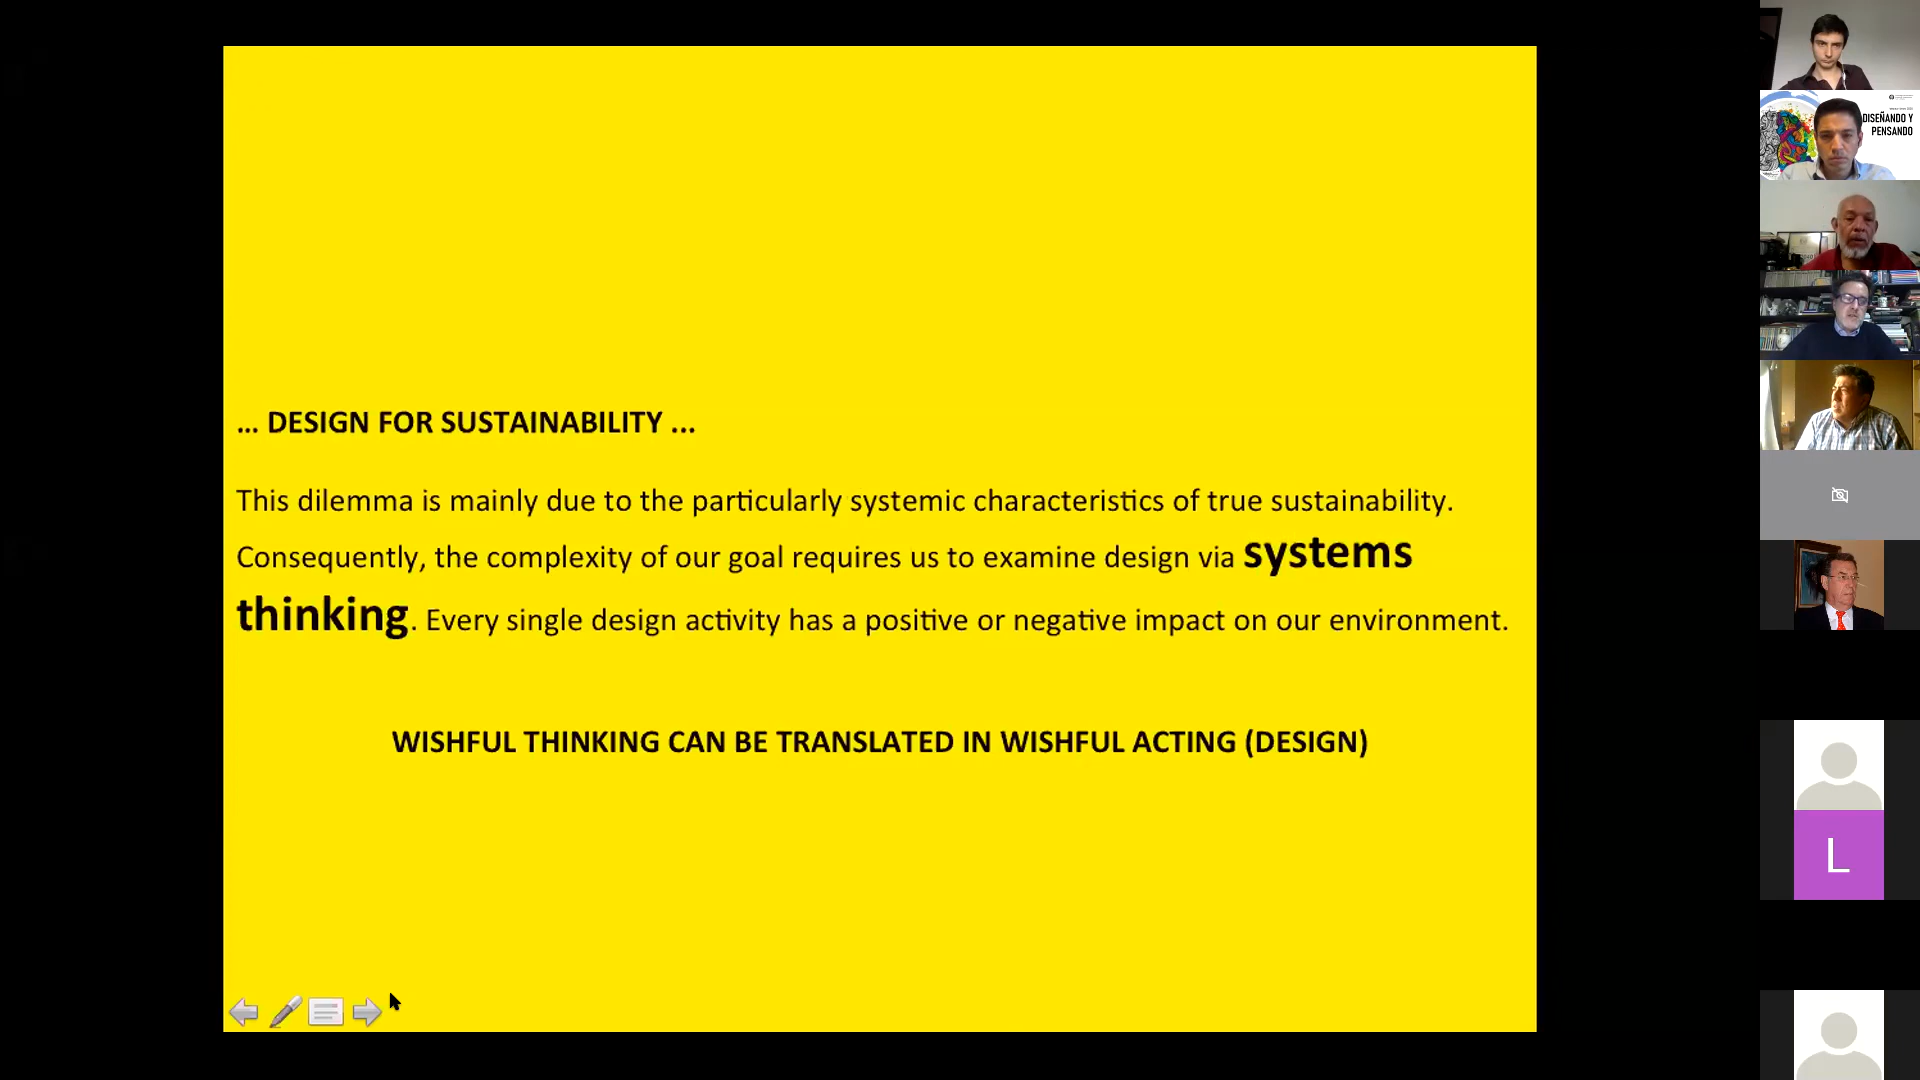 ... DESIGN FOR SUSTAINABILITY ...
This dilemma is mainly due to the particularly systemic characteristics of true sustainability.
Consequently, the complexity of our goal requires us to examine design via systems
thinking. Every single design activity has a positive or negative impact on our environment.
WISHFUL THINKING CAN BE TRANSLATED IN WISHFUL ACTING (DESIGN)
DISEÑANDO Y
PENSANDO
L